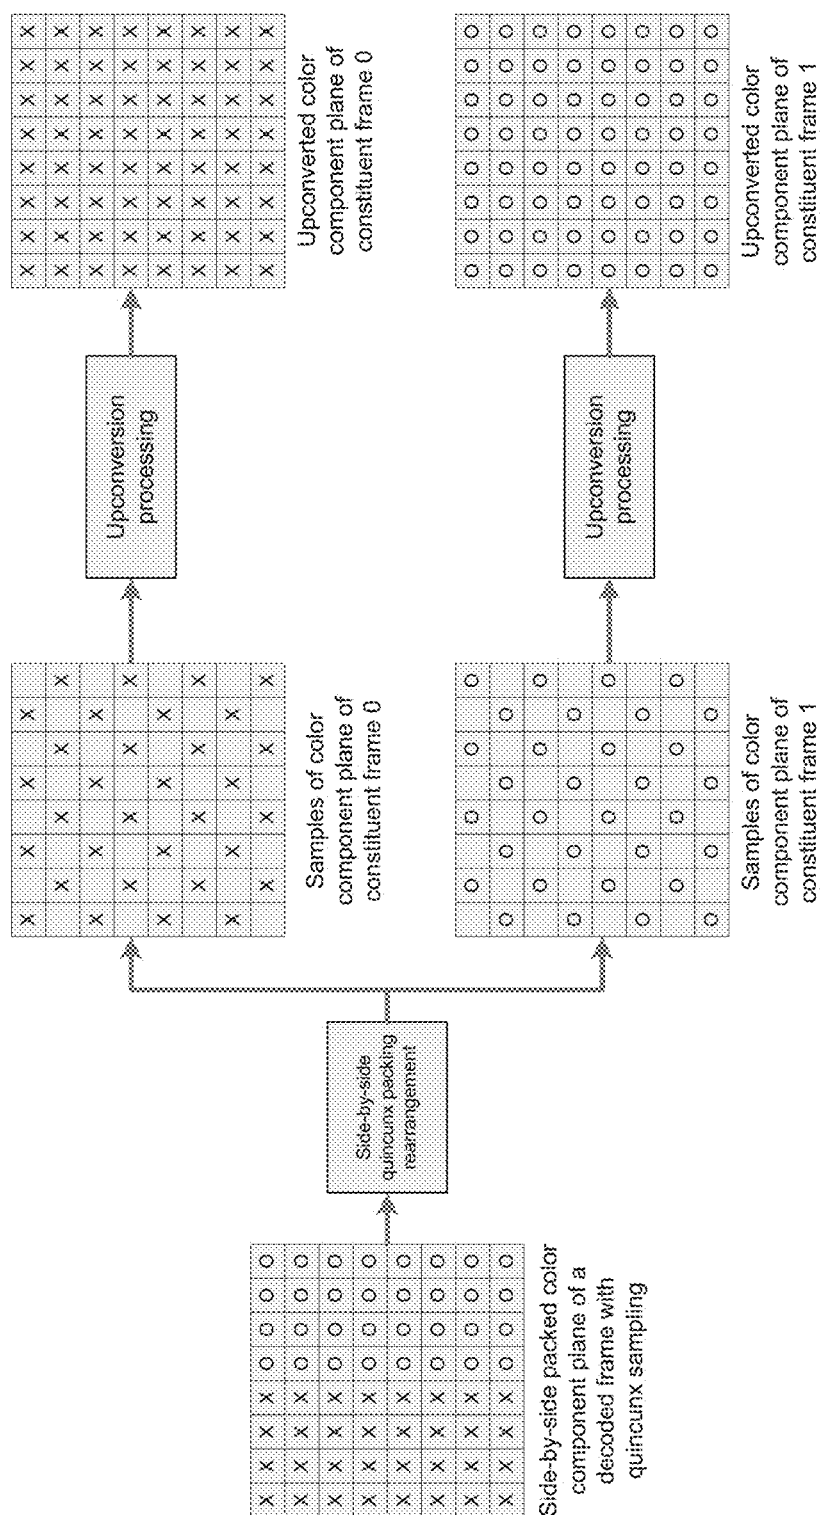 Side-by-side packed color
component plane of a
decoded frame with
quincunx sampling
Side-by-side
quincunx packing
rearrangement
Samples of color
component plane of
constituent frame 0
Upconversion
processing
Upconverted color
component plane of
constituent frame 0
Samples of color
component plane of
constituent frame 1
Upconversion
processing
Upconverted color
component plane of
constituent frame 1